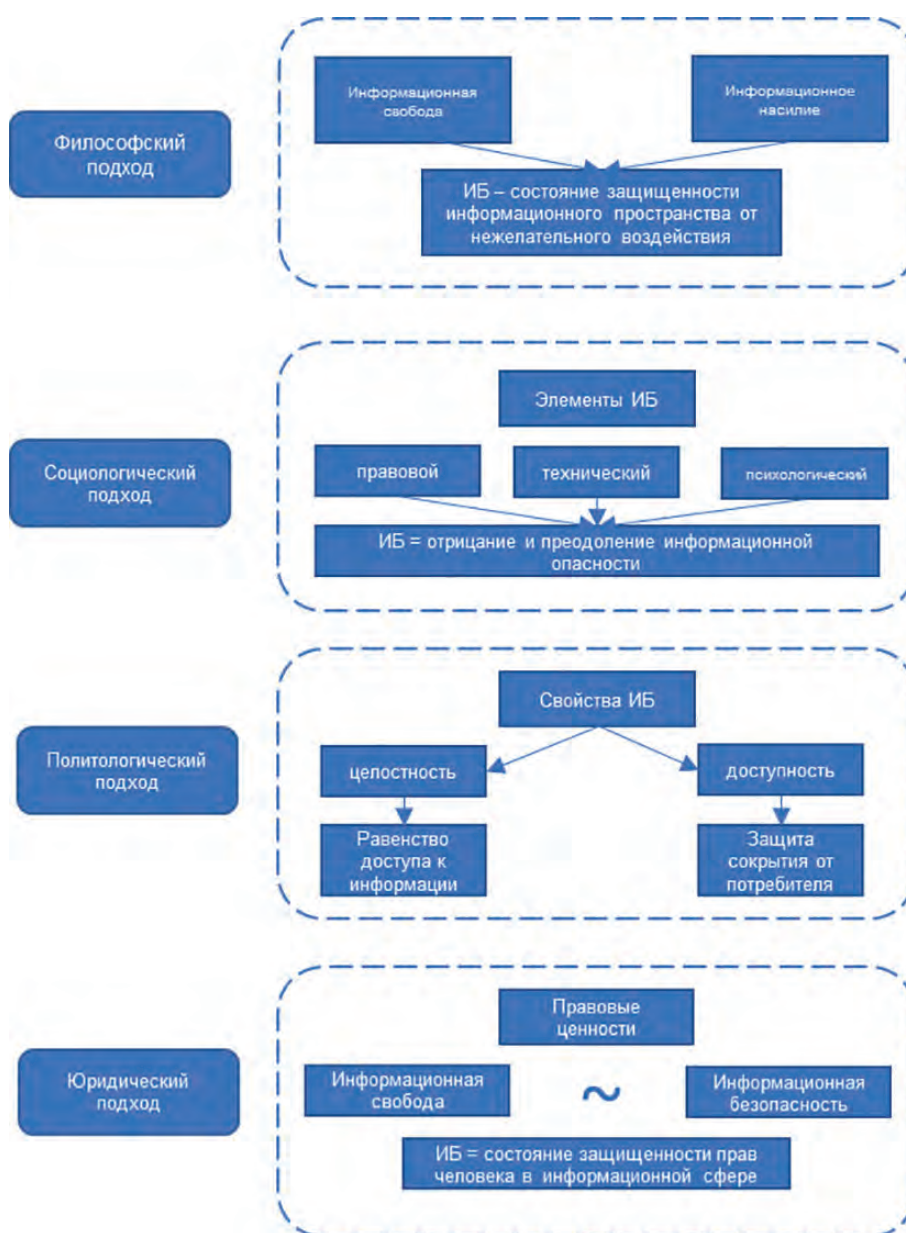 Философский
подход
Информационная
свобода
Информационное
насилие
ИБ – состояние защищенности
информационного пространства от
нежелательного воздействия
Социологический
подход
Элементы ИБ
правовой
технический
психологический
ИБ = отрицание и преодоление информационной
опасности
Политологический
подход
Свойства ИБ
целостность
доступность
Равенство
доступа к
информации
Защита
сокрытия от
потребителя
Юридический
подход
Правовые
ценности
Информационная
свобода
~
Информационная
безопасность
ИБ = состояние защищенности прав
человека в информационной сфере